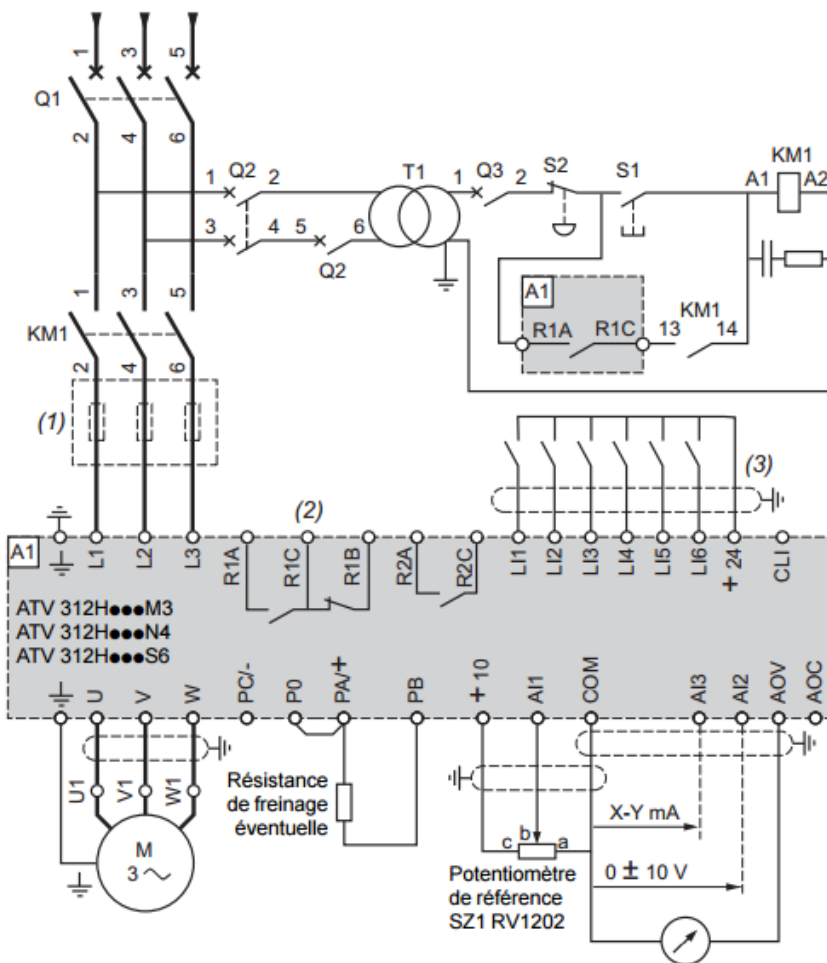 1 3 5
Q1
2 4 6
1 Q2 2 T1 1 Q3 2 S2 S1 KM1
A1 A2
3 4 5 6
Q2
1 3 5
A1
KM1
R1A R1C 13 KM1 14
2 4 6
(1)
(2)
(3)
A1
L1 L2 L3 R1A R1C R1B R2A R2C LI1 LI2 LI3 LI4 LI5 LI6 + 24 CLI
ATV 312H●●●M3
ATV 312H●●●N4
ATV 312H●●●S6
U V W PC/- P0 PA/+ PB + 10 AI1 COM AI3 AI2 AOV AOC
U1 V1 W1
Résistance
de freinage
éventuelle
M
3
c b a
X-Y mA
0 ± 10 V
Potentiomètre
de référence
SZ1 RV1202